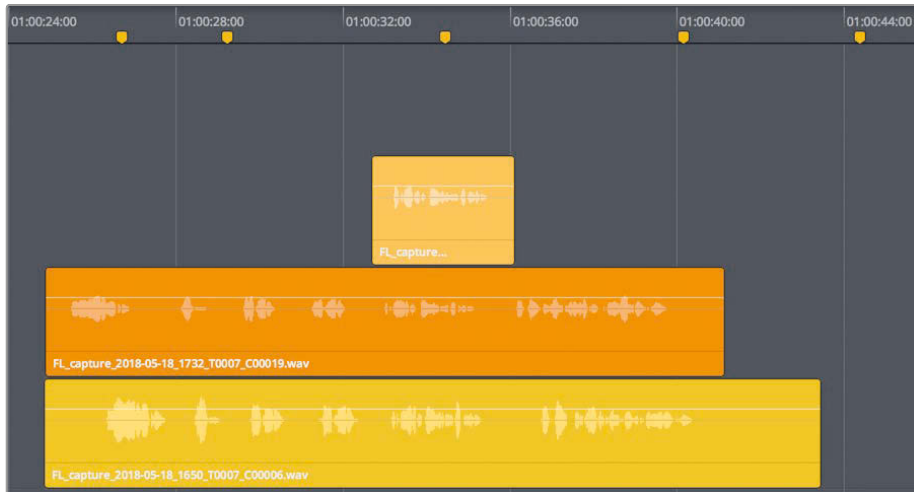 01:00:24:00 01:00:28:00 01:00:32:00 01:00:36:00 01:00:40:00 01:00:44:00
FL_capture...
FL_capture_2018-05-18_1732_T0007_C00019.wav
FL_capture_2018-05-18_1650_T0007_C00006.wav